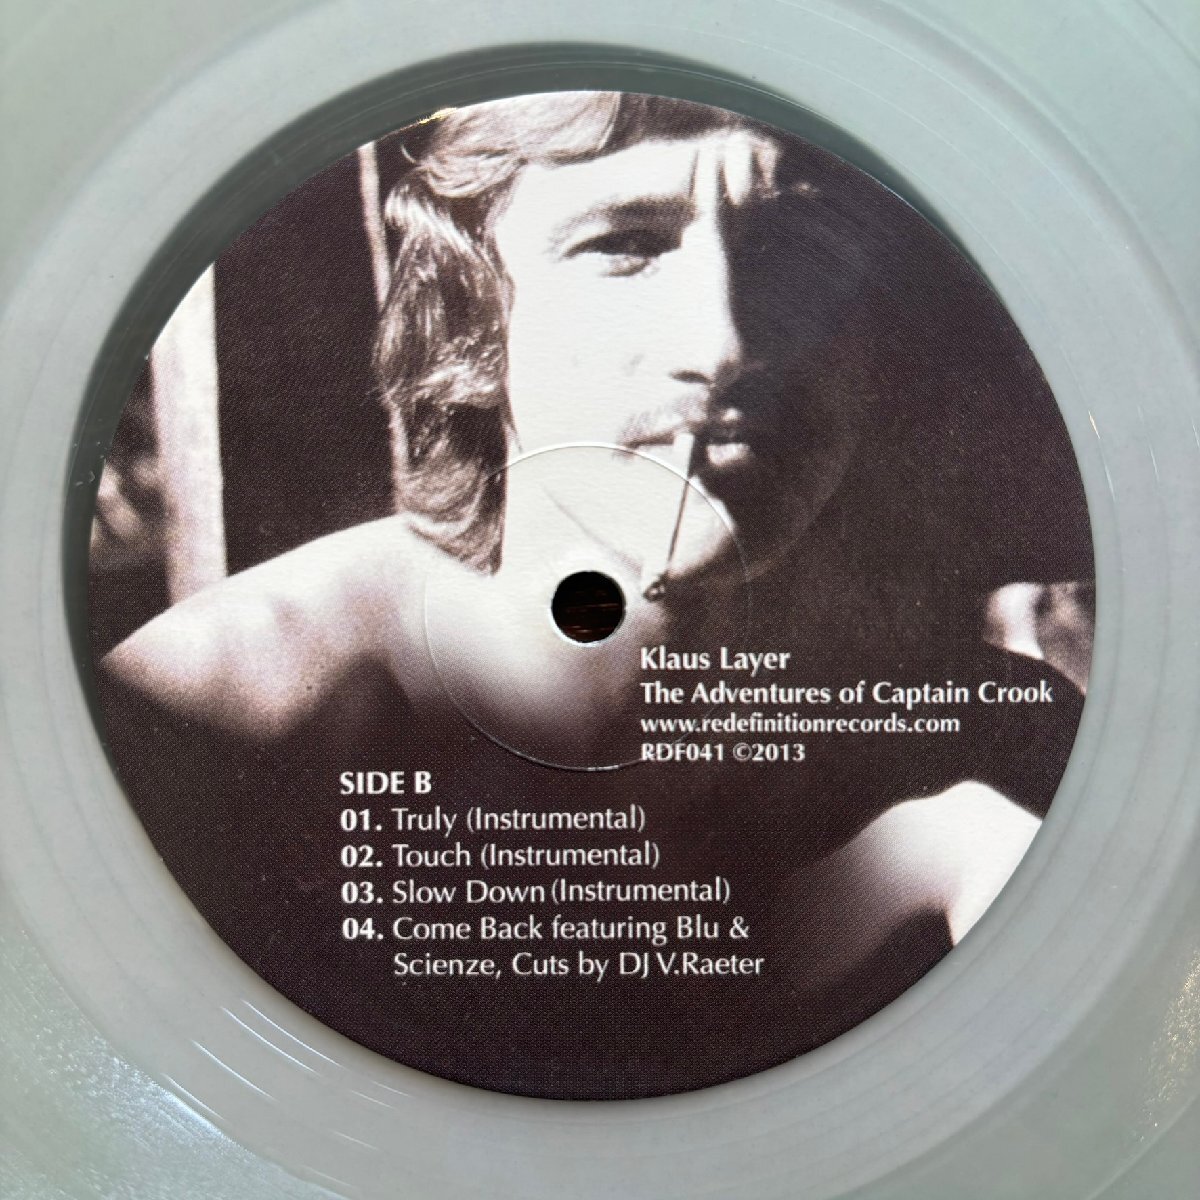 Klaus Layer
The Adventures of Captain Crook
www.redefinitionrecords.com
RDF041 ©2013
SIDE B
01. Truly (Instrumental)
02. Touch (Instrumental)
03. Slow Down (Instrumental)
04. Come Back featuring Blu &
Scienze, Cuts by DJ V.Raeter